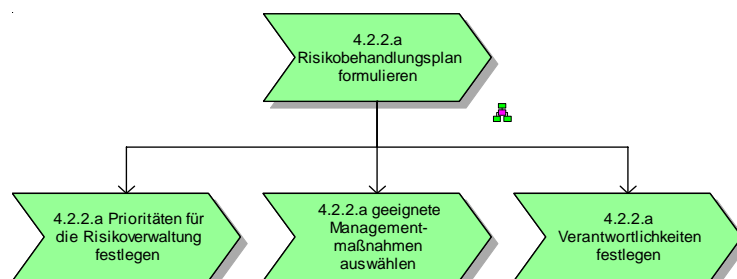 4.2.2.a
Risikobehandlungsplan
formulieren
4.2.2.a Prioritäten für
die Risikoverwaltung
festlegen
4.2.2.a geeignete
Management-
maßnahmen
auswählen
4.2.2.a
Verantwortlichkeiten
festlegen